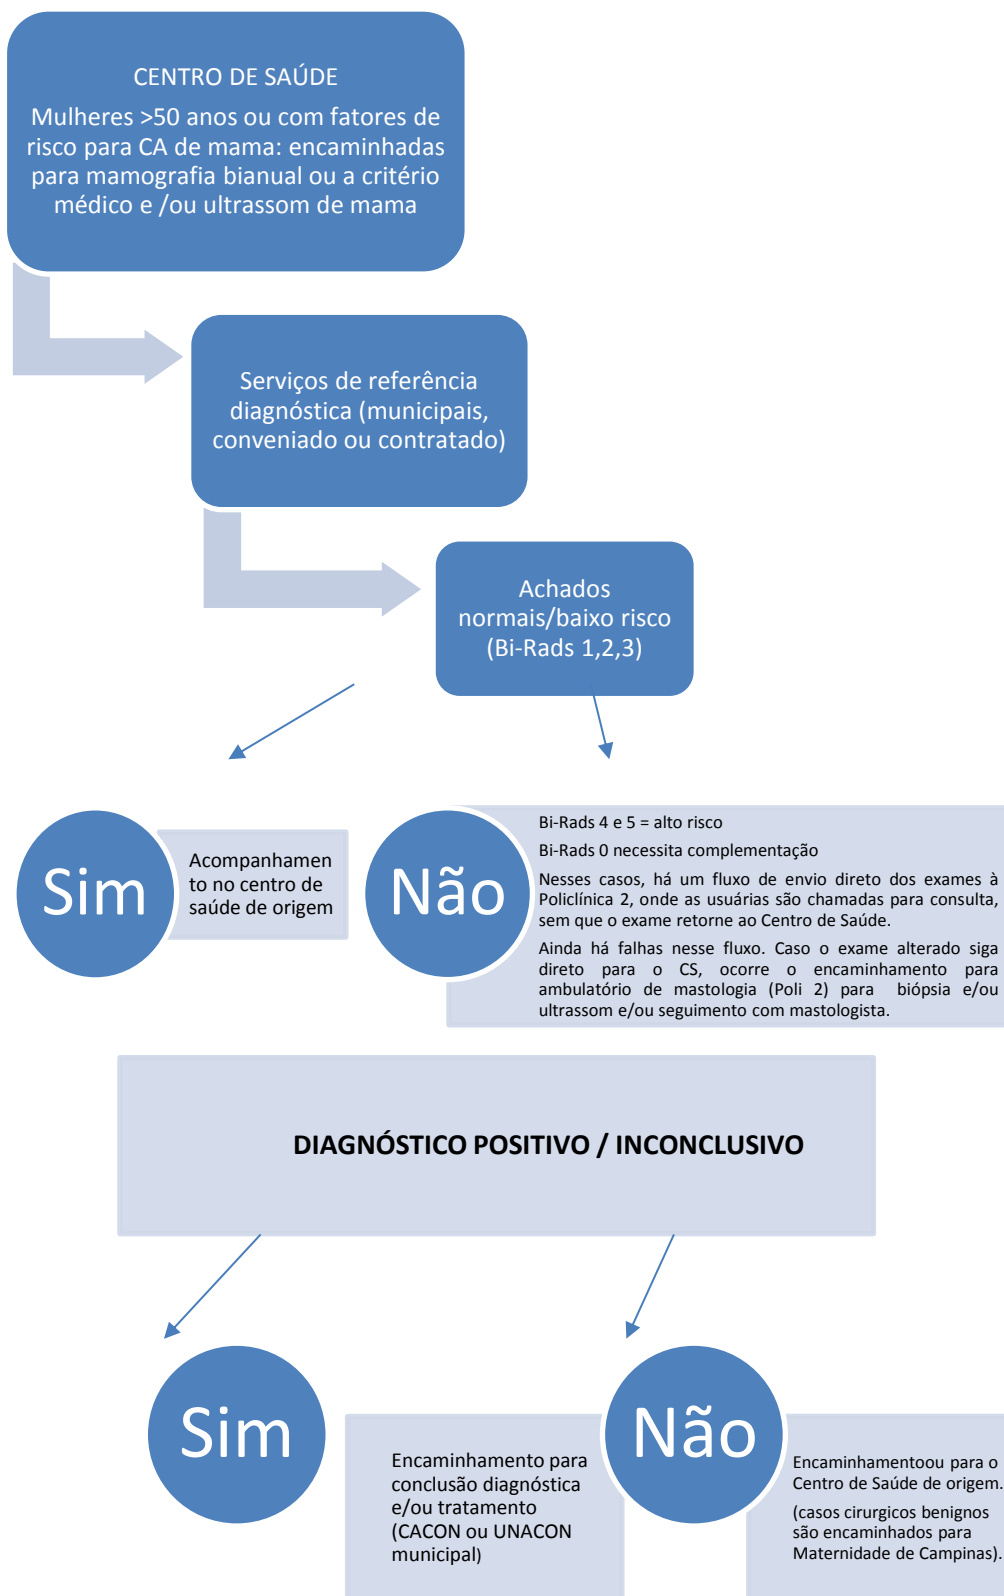 CENTRO DE SAÚDE
Mulheres >50 anos ou com fatores de
risco para CA de mama: encaminhadas
para mamografia bianual ou a critério
médico e /ou ultrassom de mama
Serviços de referência
diagnóstica (municipais,
conveniado ou contratado)
Achados
normais/baixo risco
(Bi-Rads 1,2,3)
Sim
Acompanhamen
to no centro de
saúde de origem
Não
Bi-Rads 4 e 5 = alto risco
Bi-Rads 0 necessita complementação
Nesses casos, há um fluxo de envio direto dos exames à
Policlínica 2, onde as usuárias são chamadas para consulta,
sem que o exame retorne ao Centro de Saúde.
Ainda há falhas nesse fluxo. Caso o exame alterado siga
direto para o CS, ocorre o encaminhamento para
ambulatório de mastologia (Poli 2) para biópsia e/ou
ultrassom e/ou seguimento com mastologista.
DIAGNÓSTICO POSITIVO / INCONCLUSIVO
Sim
Encaminhamento para
conclusão diagnóstica
e/ou tratamento
(CACON ou UNACON
municipal)
Não
Encaminhamentoou para o
Centro de Saúde de origem.
(casos cirurgicos benignos
são encaminhados para
Maternidade de Campinas).